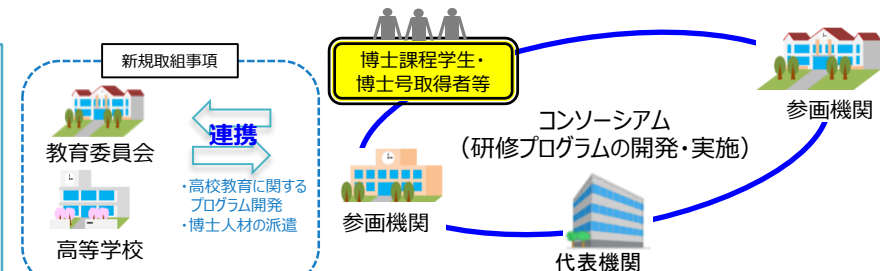 新規取組事項
教育委員会
高等学校
連携
・高校教育に関する
プログラム開発
・博士人材の派遣
博士課程学生・
博士号取得者等
コンソーシアム
（研修プログラムの開発・実施）
参画機関
参画機関
代表機関